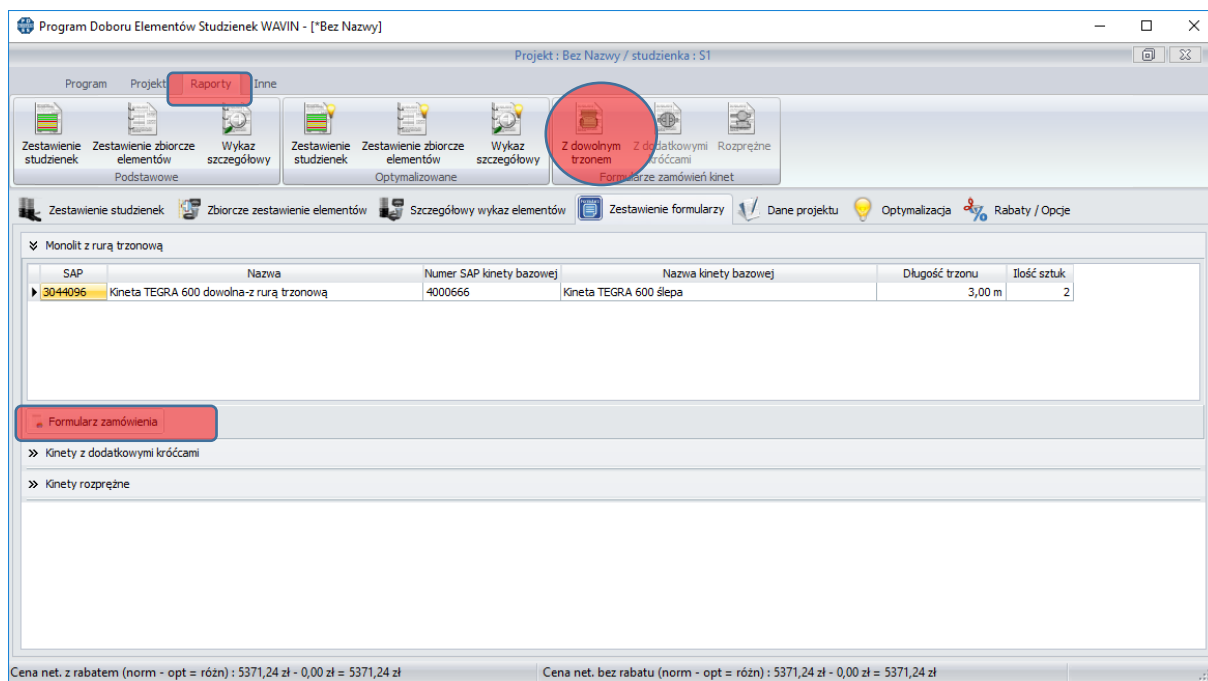 Program Doboru Elementów Studzienek WAVIN - [*Bez Nazwy]
Projekt : Bez Nazwy / studzienka : S1
Program Projekt Raporty Inne
Zestawienie studzienek
Zestawienie zbiorcze elementów
Wykaz szczegółowy
Zestawienie studzienek
Zestawienie zbiorcze elementów
Wykaz szczegółowy
Z dowolnym trzonem
Z dodatkowymi króćcami
Rozprężne
Podstawowe
Optymalizowane
Formularze zamówień kinet
Zestawienie studzienek
Zbiorcze zestawienie elementów
Szczegółowy wykaz elementów
Zestawienie formularzy
Dane projektu
Optymalizacja
Rabaty / Opcje
Monolit z rurą trzonową
SAP Nazwa Numer SAP kinety bazowej Nazwa kinety bazowej Długość trzonu Ilość sztuk
3044096 Kineta TEGRA 600 dowolna-z rurą trzonową 4000666 Kineta TEGRA 600 ślepa 3,00 m 2
Formularz zamówienia
Kinety z dodatkowymi króćcami
Kinety rozprężne
Cena net. z rabatem (norm - opt = różn) : 5371,24 zł - 0,00 zł = 5371,24 zł
Cena net. bez rabatu (norm - opt = różn) : 5371,24 zł - 0,00 zł = 5371,24 zł